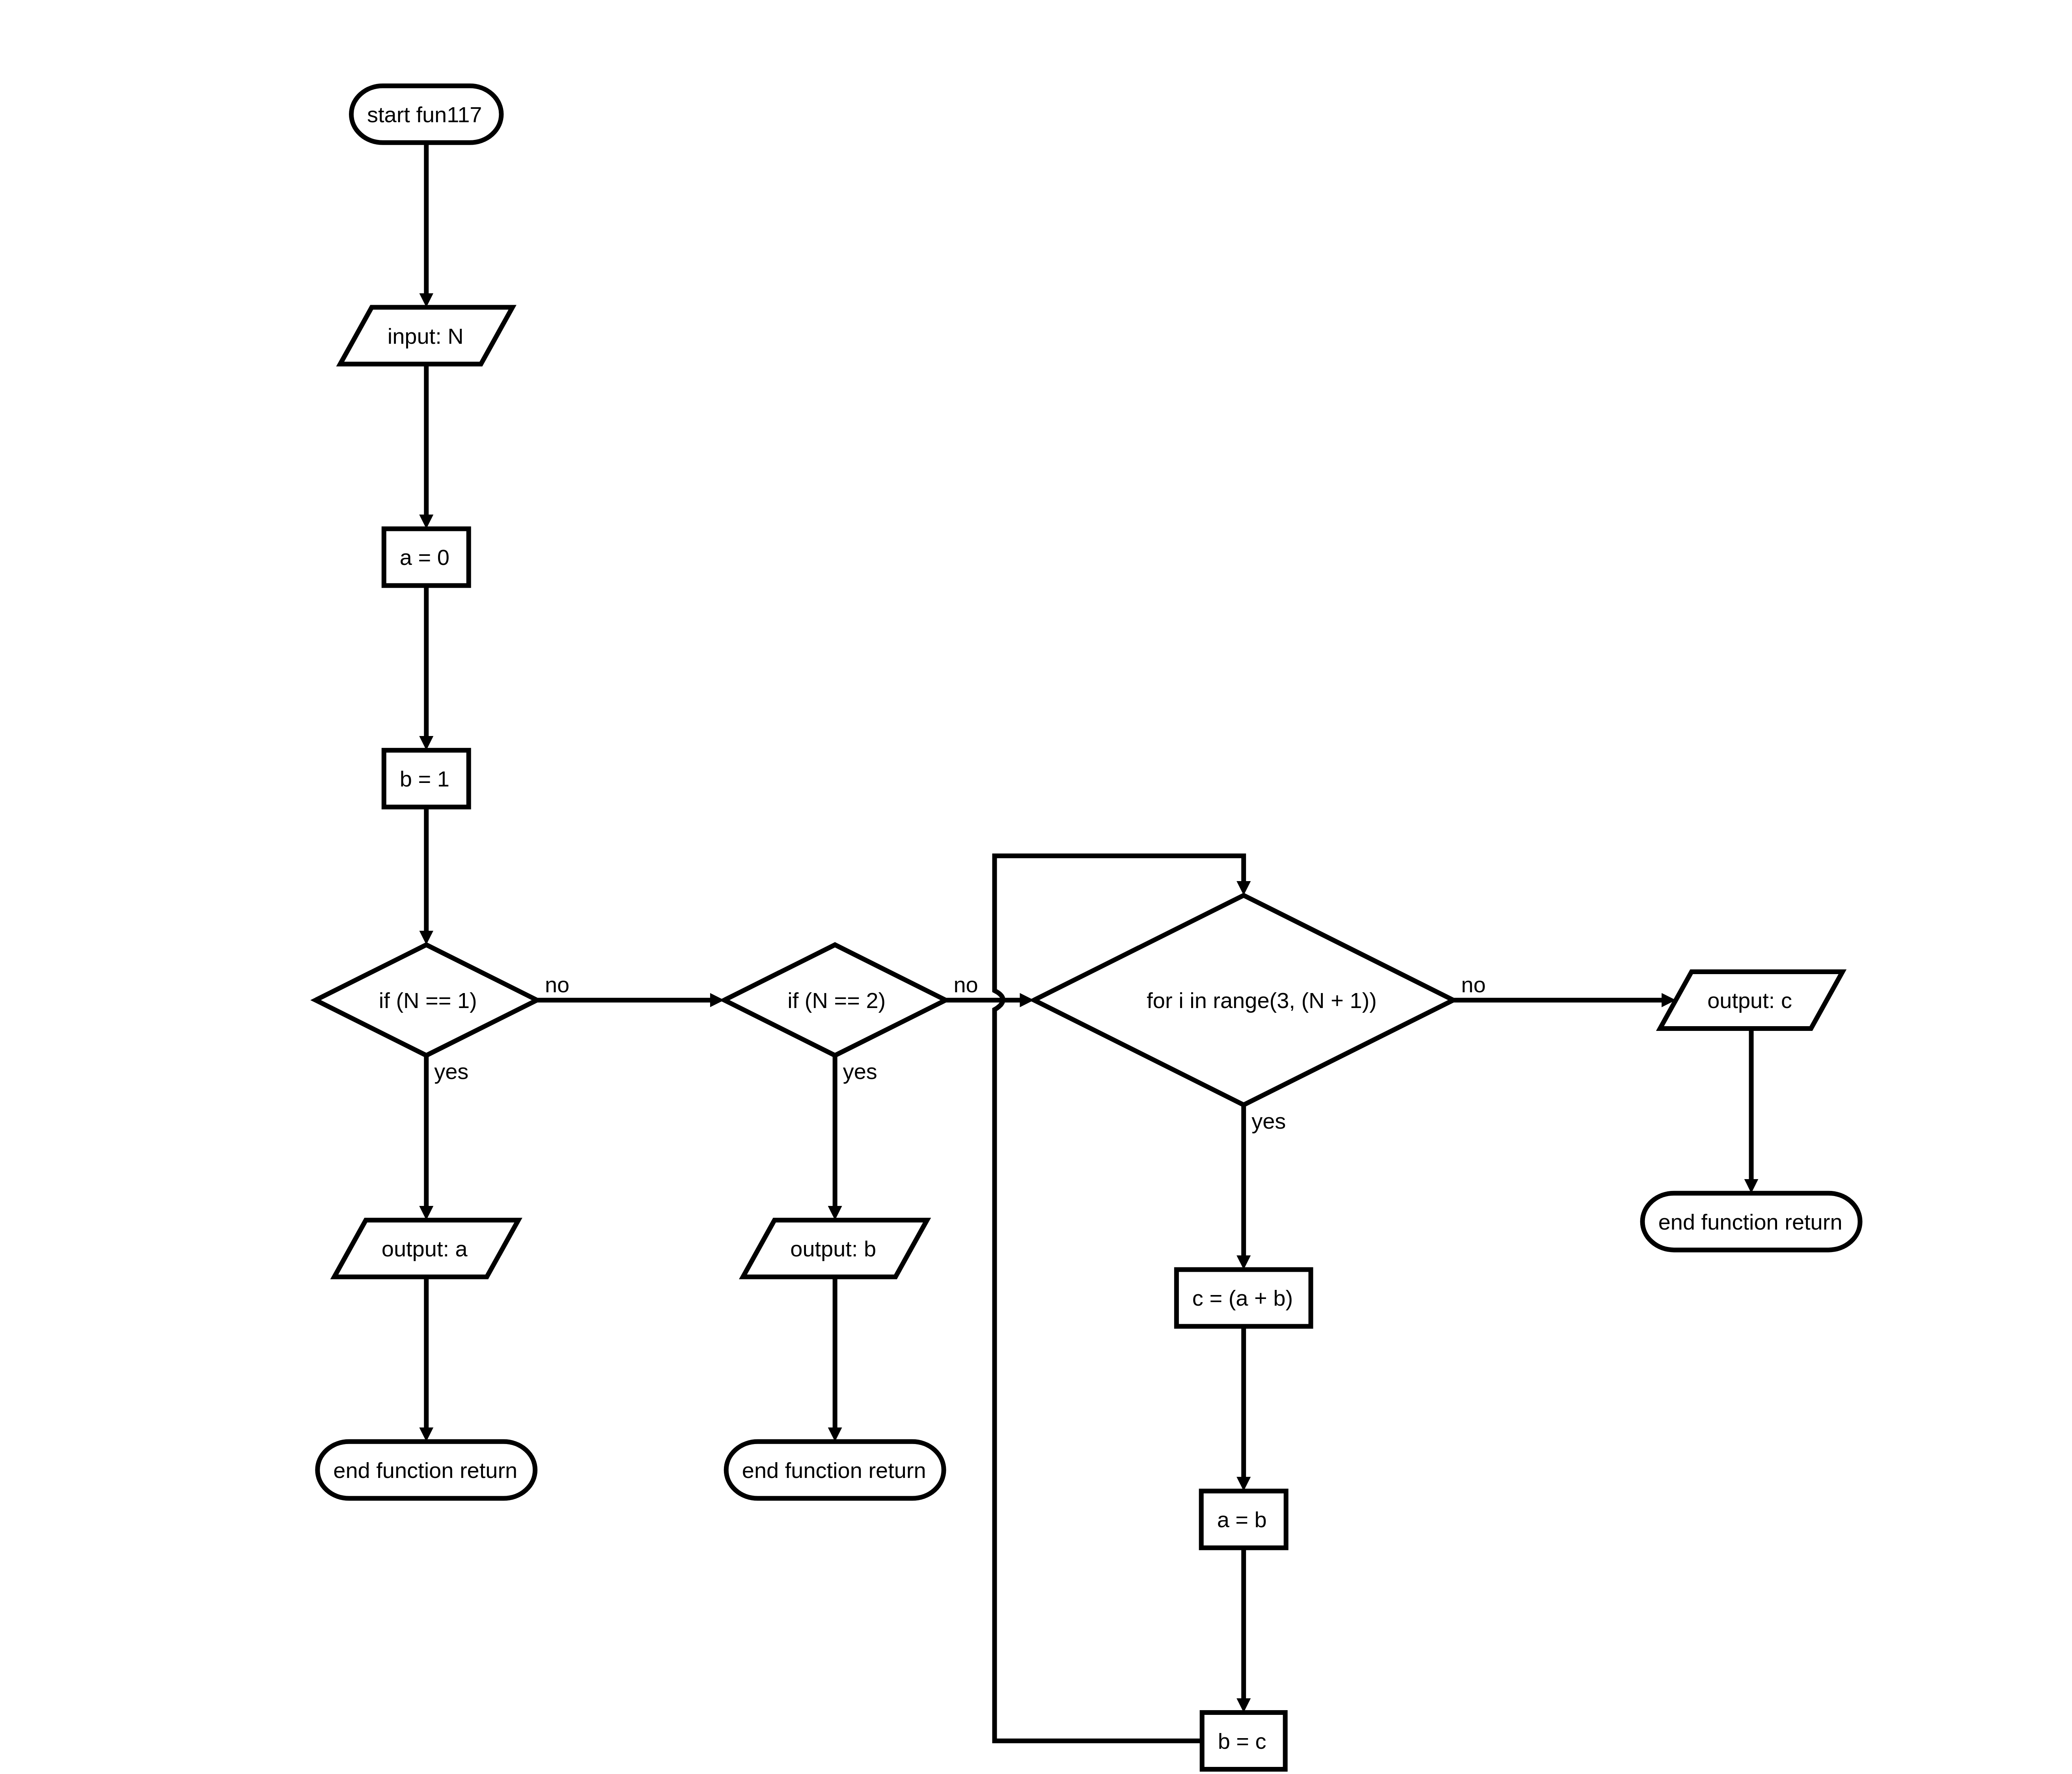 start fun117
input: N
a = 0
b = 1
if (N == 1)
no
yes
output: a
end function return
if (N == 2)
no
yes
output: b
end function return
for i in range(3, (N + 1))
no
yes
c = (a + b)
a = b
b = c
output: c
end function return